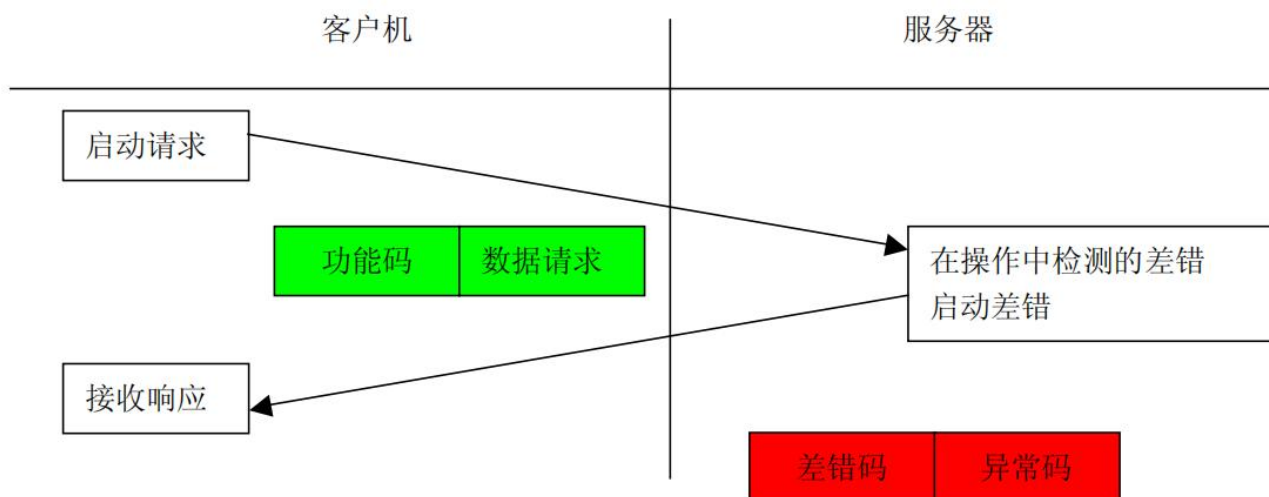 客户机
服务器
启动请求
功能码
数据请求
在操作中检测的差错
启动差错
接收响应
差错码
异常码